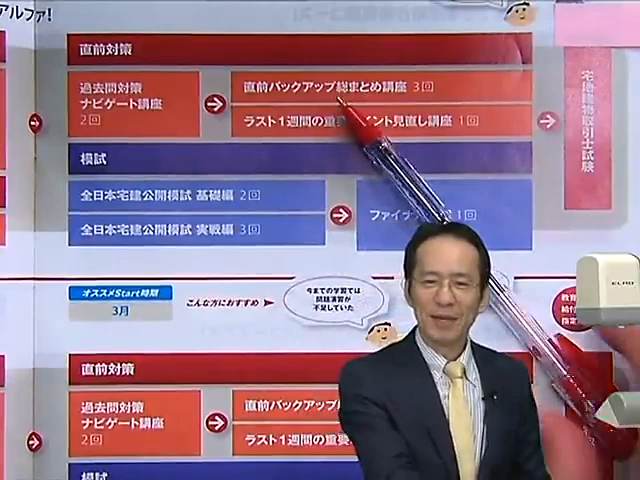 アルファ!
直前対策
過去問対策
ナビゲート講座
2回
直前バックアップ総まとめ講座 3回
ラスト1週間の重要 イント見直し講座 1回
宅地建物取引士試験
模試
全日本宅建公開模試 基礎編 2回
全日本宅建公開模試 実戦編 3回
ファイナ 1回
オススメStart時期
3月
こんな方におすすめ
今までの学習では
問題演習が
不足していた
教育
給付
指定
ELMO
直前対策
過去問対策
ナビゲート講座
2回
直前バックアップ
ラスト1週間の重要
模試